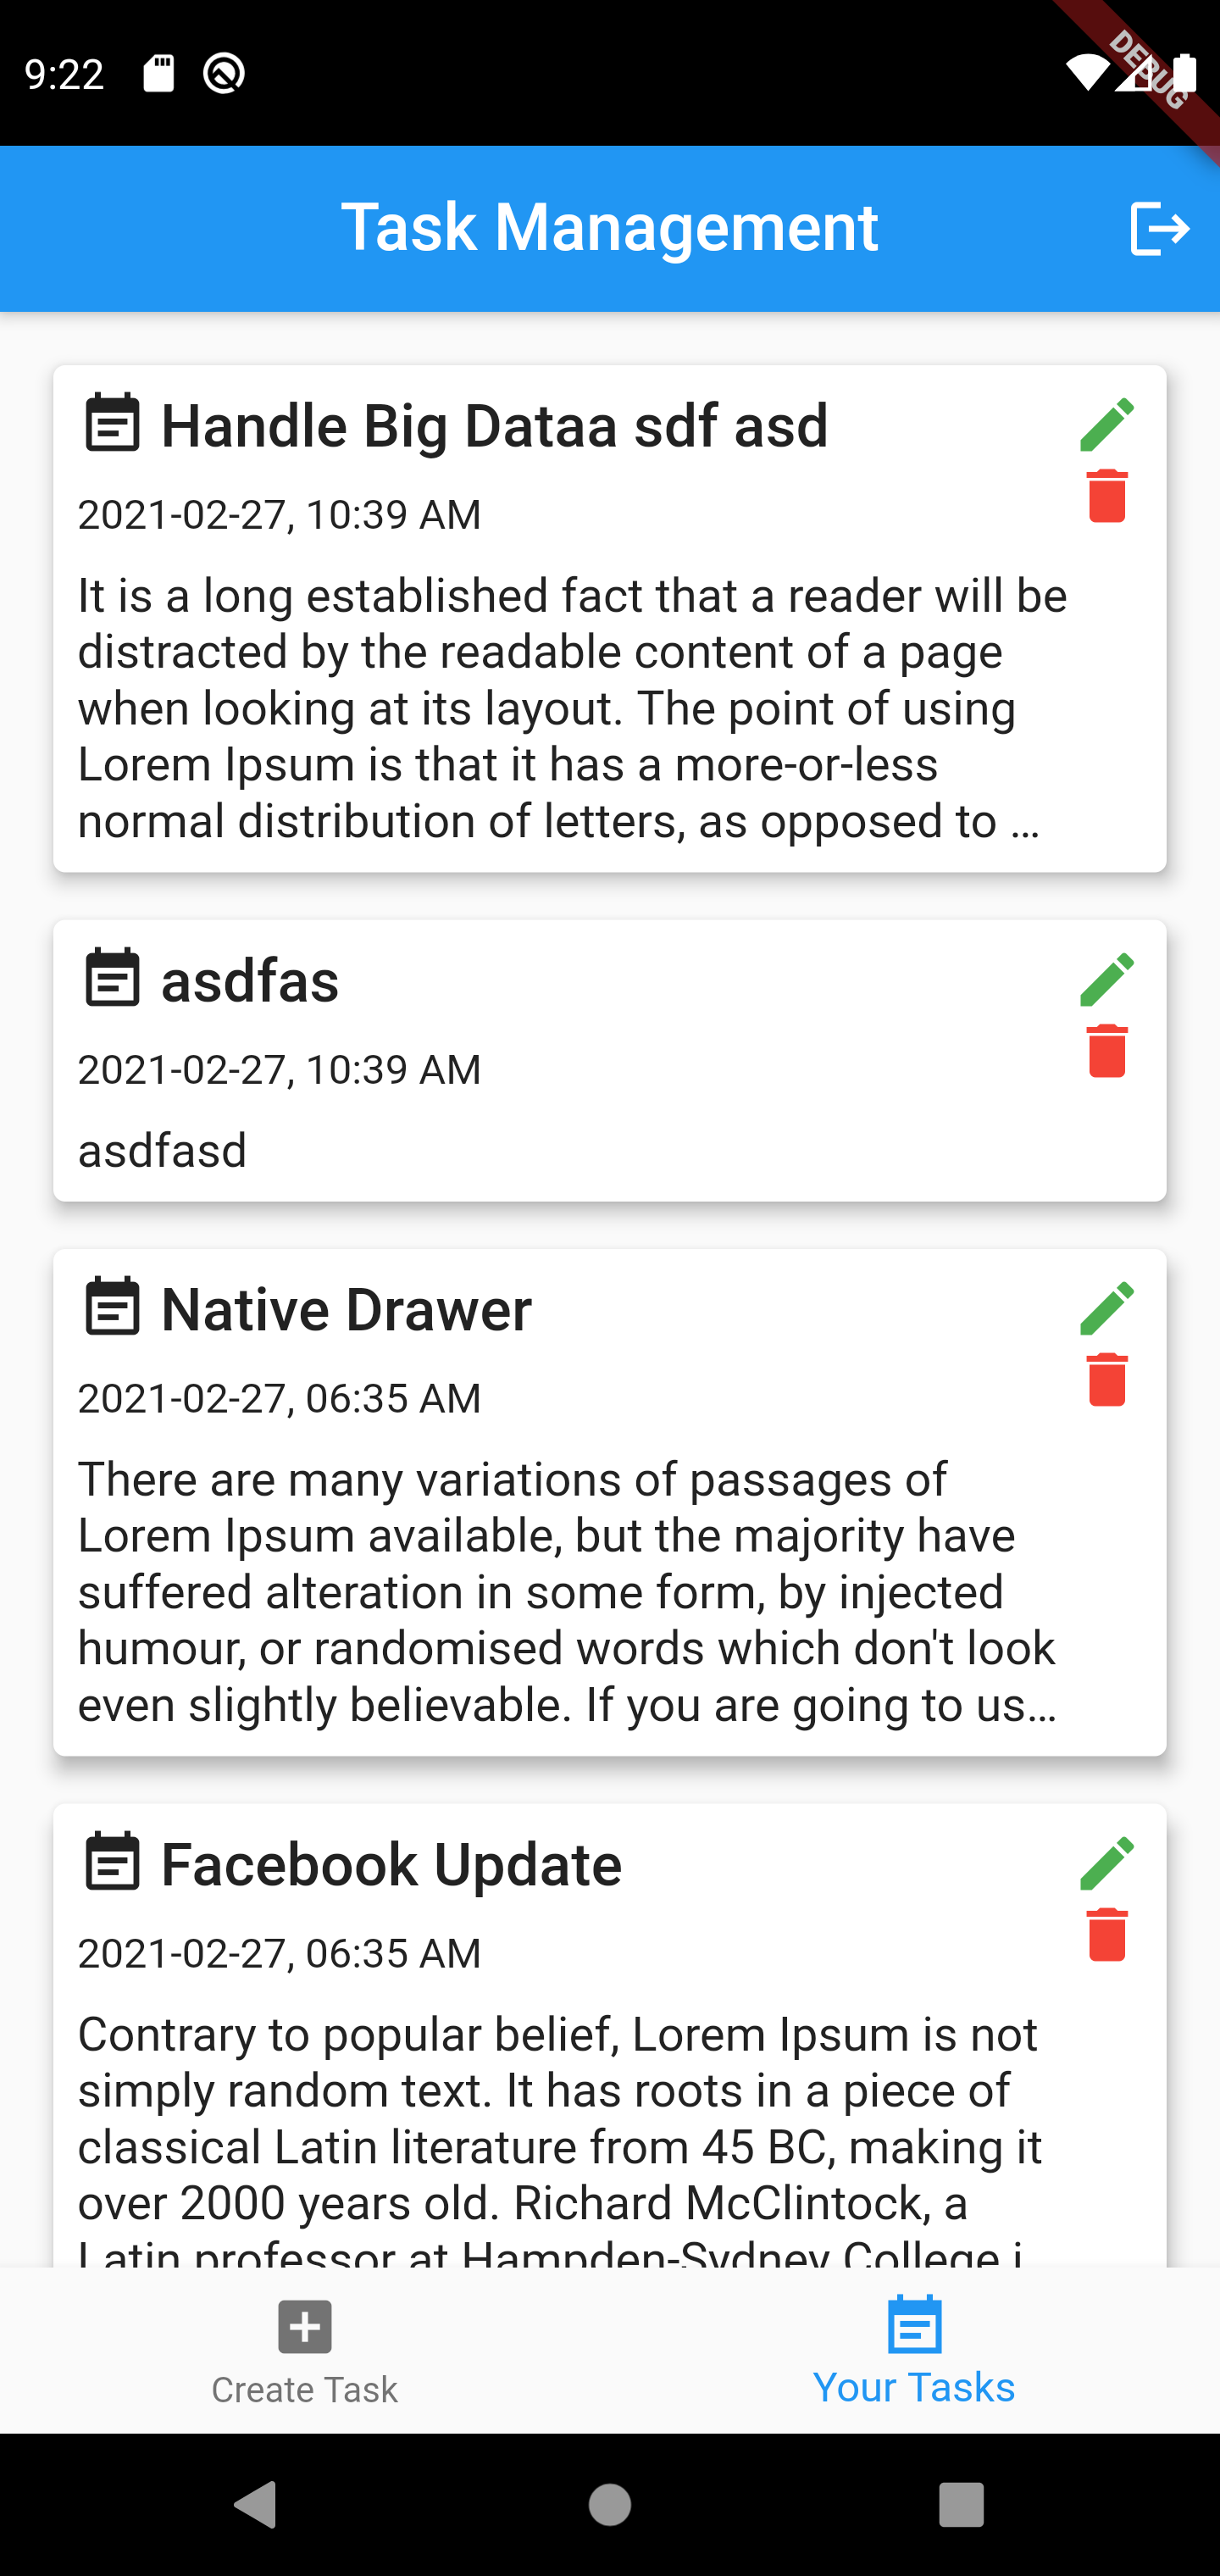 9:22
DEBUG
Task Management
Handle Big Dataa sdf asd
2021-02-27, 10:39 AM
It is a long established fact that a reader will be
distracted by the readable content of a page
when looking at its layout. The point of using
Lorem Ipsum is that it has a more-or-less
normal distribution of letters, as opposed to …
asdfas
2021-02-27, 10:39 AM
asdfasd
Native Drawer
2021-02-27, 06:35 AM
There are many variations of passages of
Lorem Ipsum available, but the majority have
suffered alteration in some form, by injected
humour, or randomised words which don't look
even slightly believable. If you are going to us…
Facebook Update
2021-02-27, 06:35 AM
Contrary to popular belief, Lorem Ipsum is not
simply random text. It has roots in a piece of
classical Latin literature from 45 BC, making it
over 2000 years old. Richard McClintock, a
Latin professor at Hampden-Sydney College i
Create Task
Your Tasks